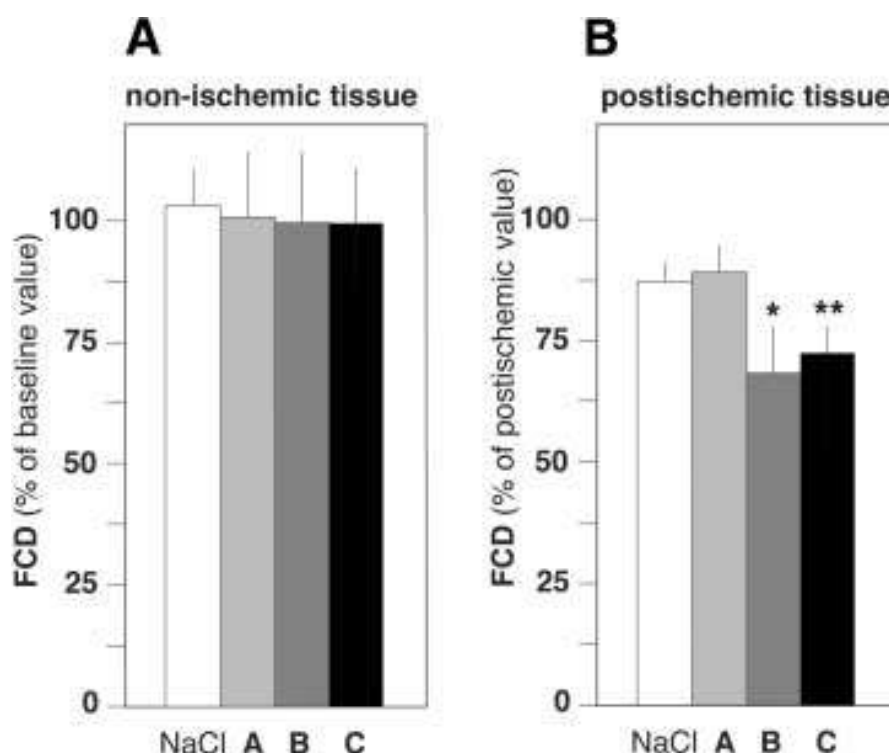 A
non-ischemic tissue
FCD (% of baseline value)
100
75
50
25
0
NaCl A B C
B
postischemic tissue
FCD (% of postischemic value)
100
75
50
25
0
* **
NaCl A B C